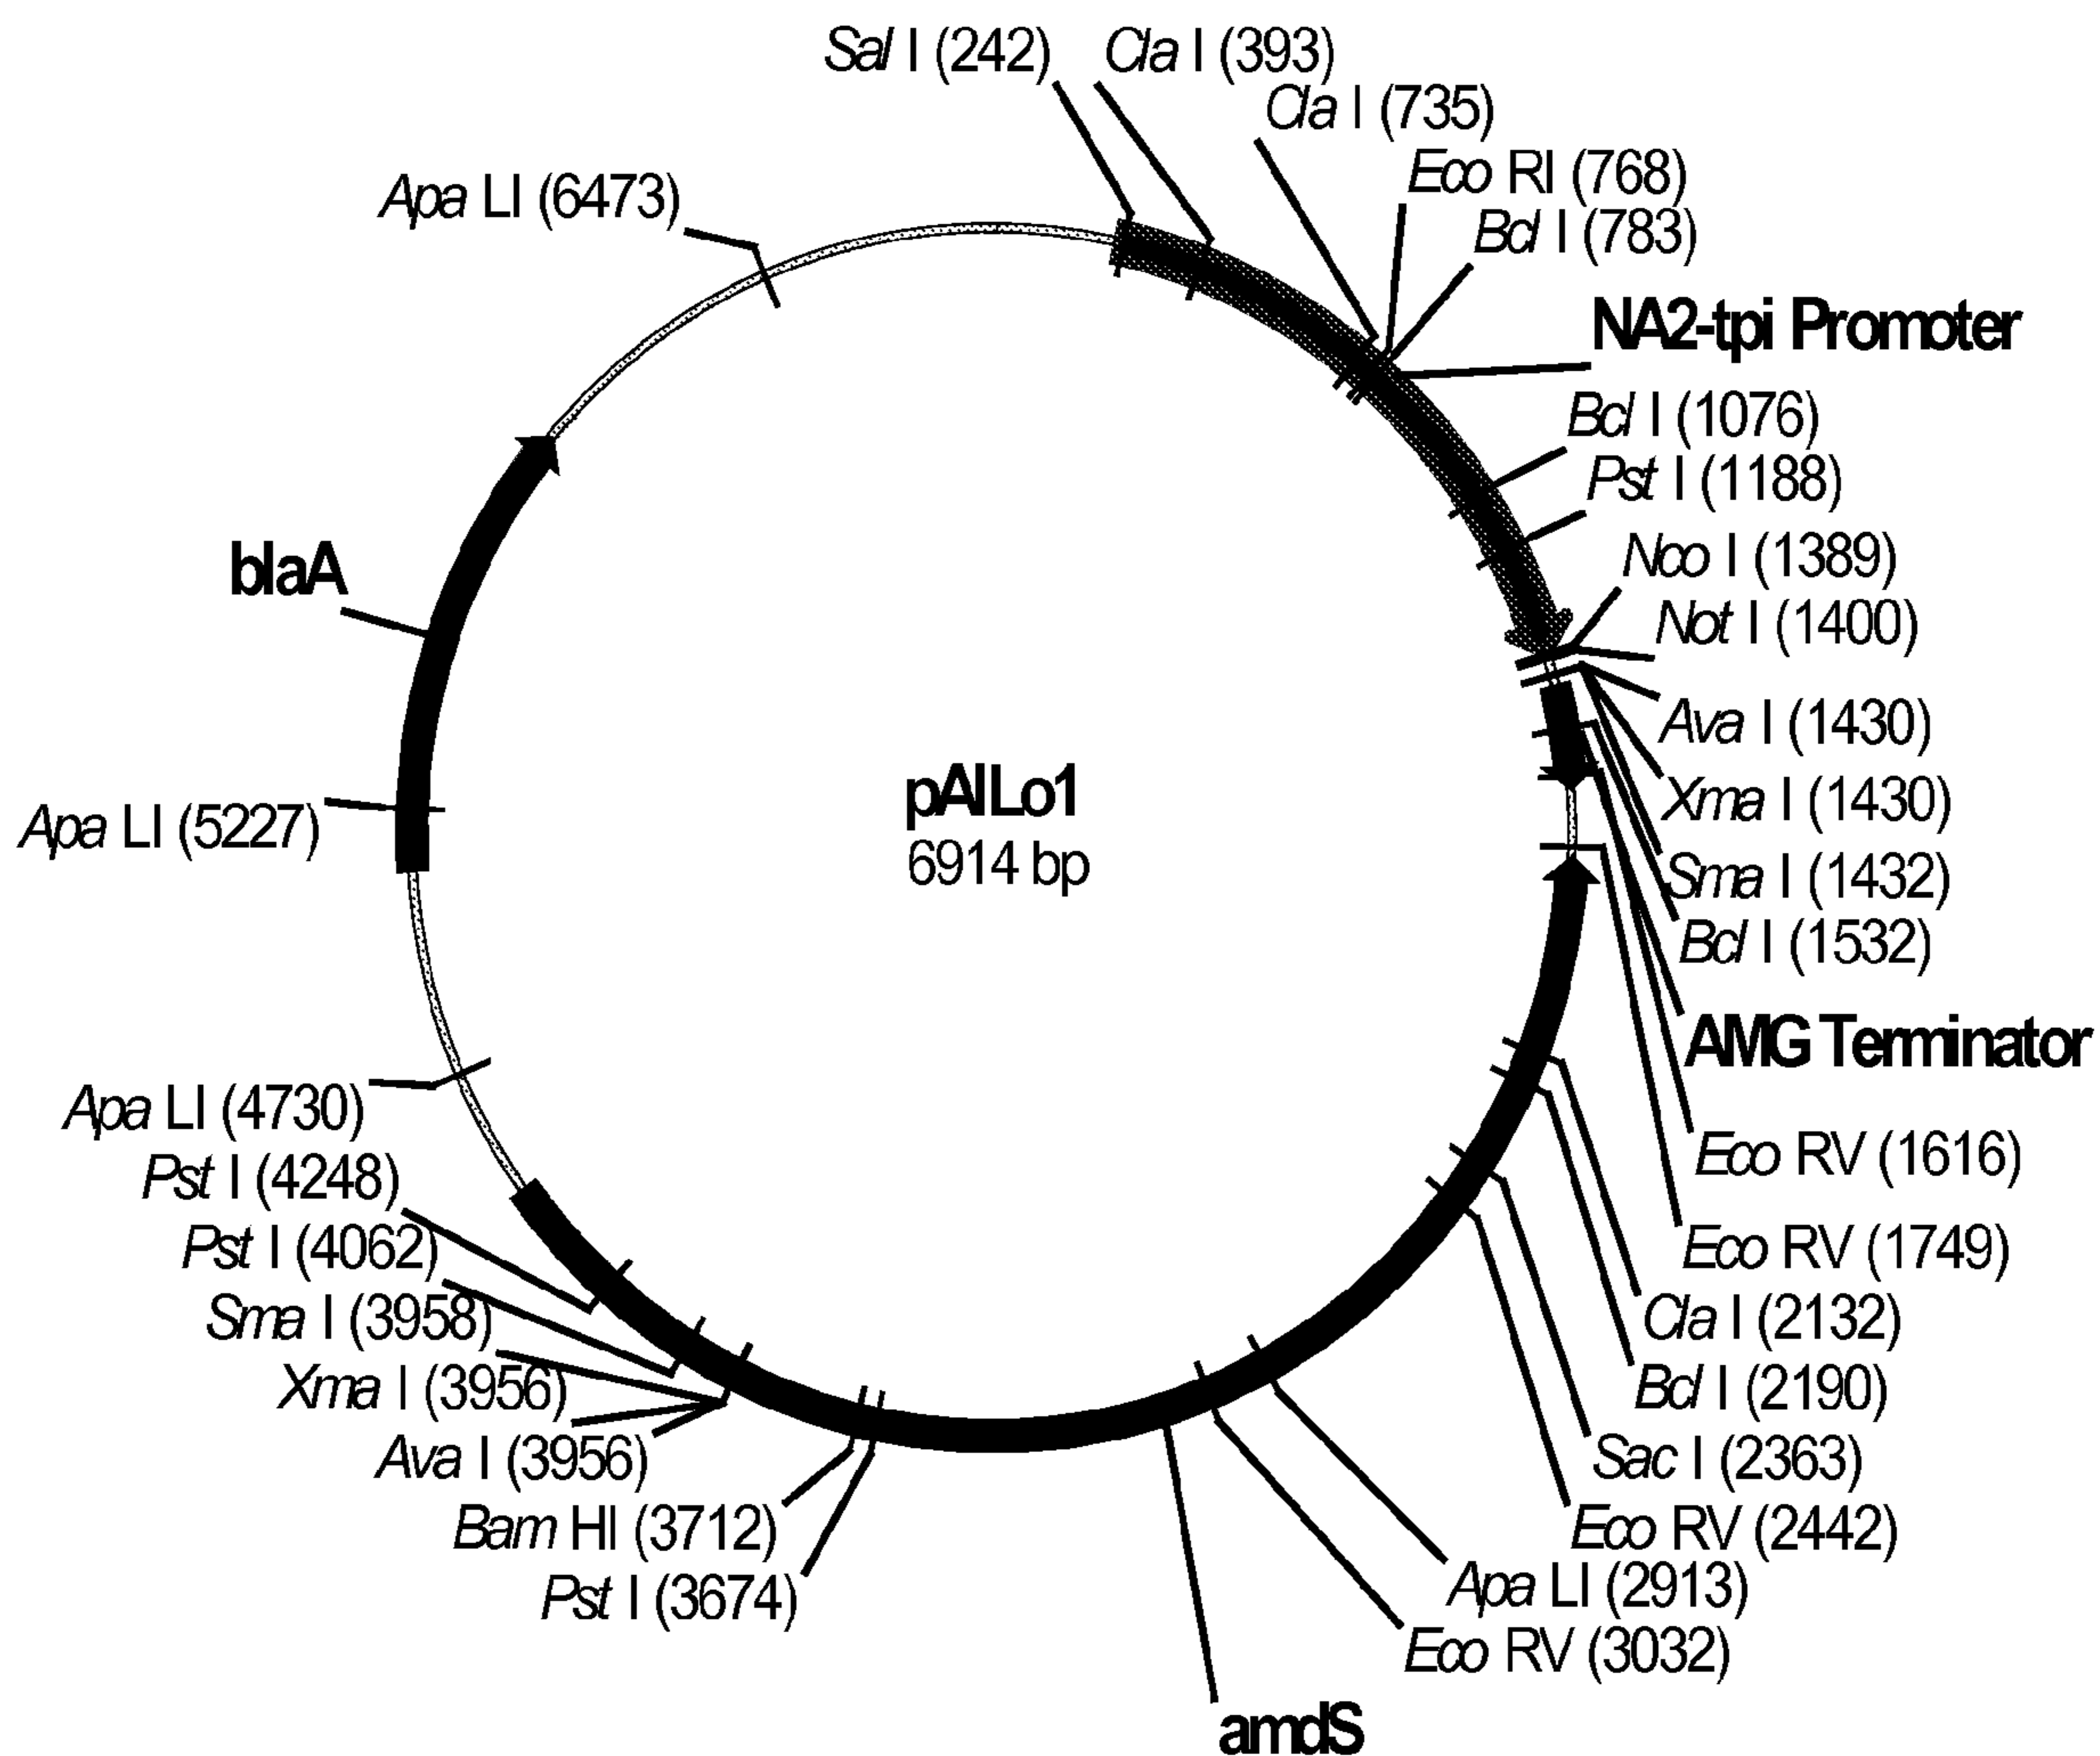 Sal I (242)
Cla I (393)
Cla I (735)
Eco RI (768)
Bcl I (783)
NA2-tpi Promoter
Bcl I (1076)
Pst I (1188)
Nco I (1389)
Not I (1400)
Ava I (1430)
Xma I (1430)
Sma I (1432)
Bcl I (1532)
AMG Terminator
Eco RV (1616)
Eco RV (1749)
Cla I (2132)
Bcl I (2190)
Sac I (2363)
Eco RV (2442)
Apa LI (2913)
Eco RV (3032)
amdS
Pst I (3674)
Bam HI (3712)
Ava I (3956)
Xma I (3956)
Sma I (3958)
Pst I (4062)
Pst I (4248)
Apa LI (4730)
Apa LI (5227)
blaA
Apa LI (6473)
pAILo1
6914 bp